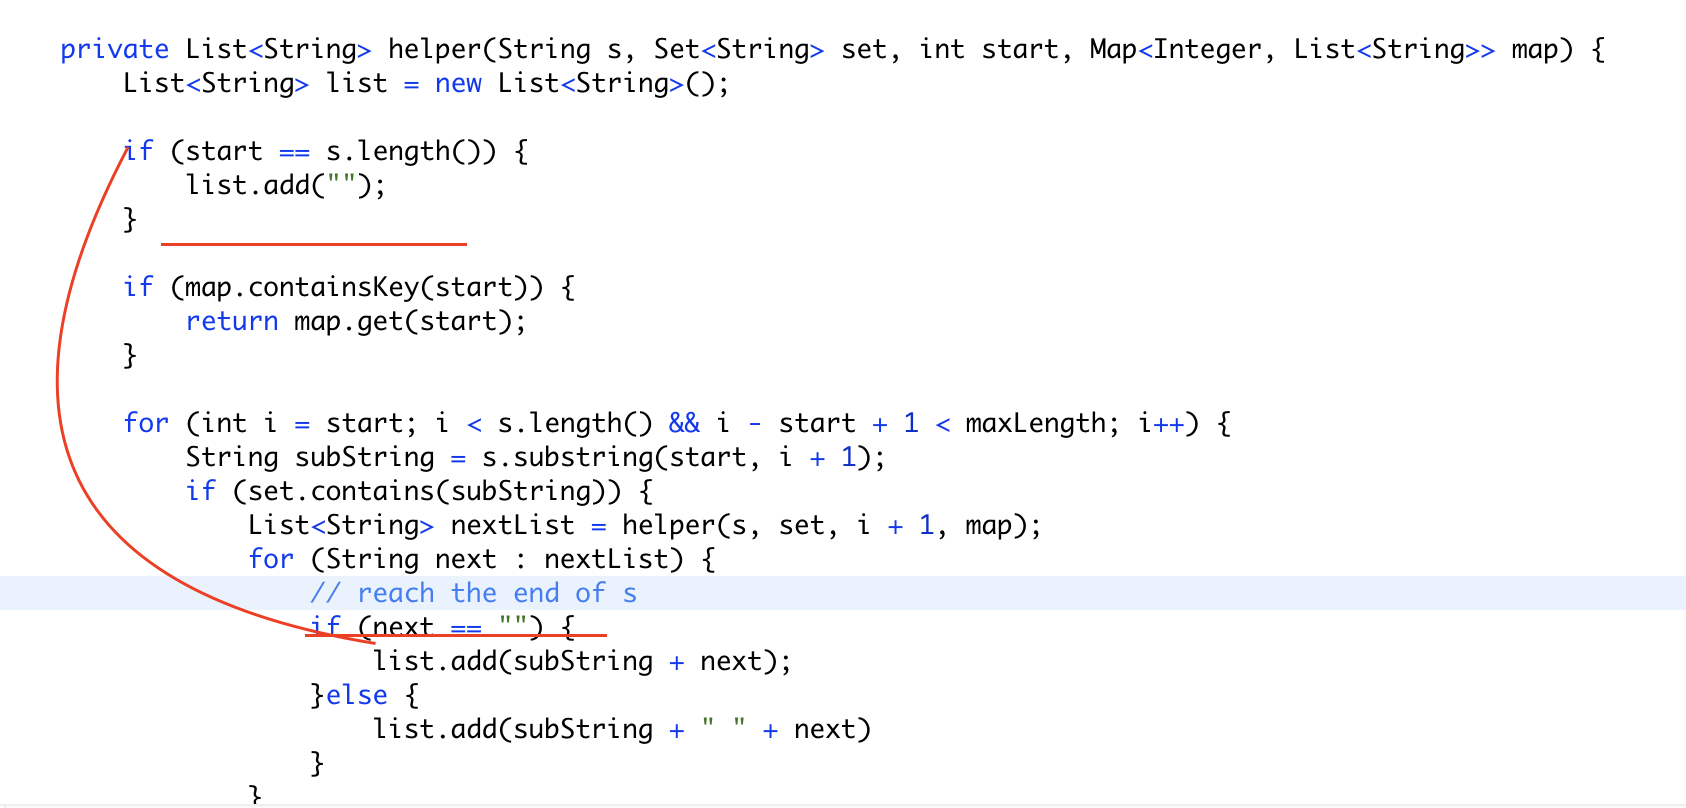 private List<String> helper(String s, Set<String> set, int start, Map<Integer, List<String>> map) {
    List<String> list = new List<String>();
    if (start == s.length()) {
        list.add("");
    }
    if (map.containsKey(start)) {
        return map.get(start);
    }
    for (int i = start; i < s.length() && i - start + 1 < maxLength; i++) {
        String subString = s.substring(start, i + 1);
        if (set.contains(subString)) {
            List<String> nextList = helper(s, set, i + 1, map);
            for (String next : nextList) {
                // reach the end of s
                if (next == "") {
                    list.add(subString + next);
                }else {
                    list.add(subString + " " + next)
                }
            }